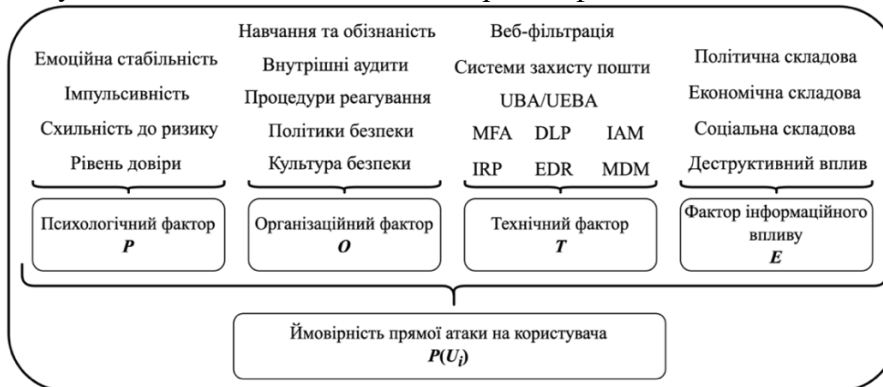 Емоційна стабільність
Імпульсивність
Схильність до ризику
Рівень довіри
Психологічний фактор
P
Навчання та обізнаність
Внутрішні аудити
Процедури реагування
Політики безпеки
Культура безпеки
Організаційний фактор
O
Веб-фільтрація
Системи захисту пошти
UBA/UEBA
MFA DLP IAM
IRP EDR MDM
Технічний фактор
T
Політична складова
Економічна складова
Соціальна складова
Деструктивний вплив
Фактор інформаційного
впливу
E
Ймовірність прямої атаки на користувача
P(Ui)